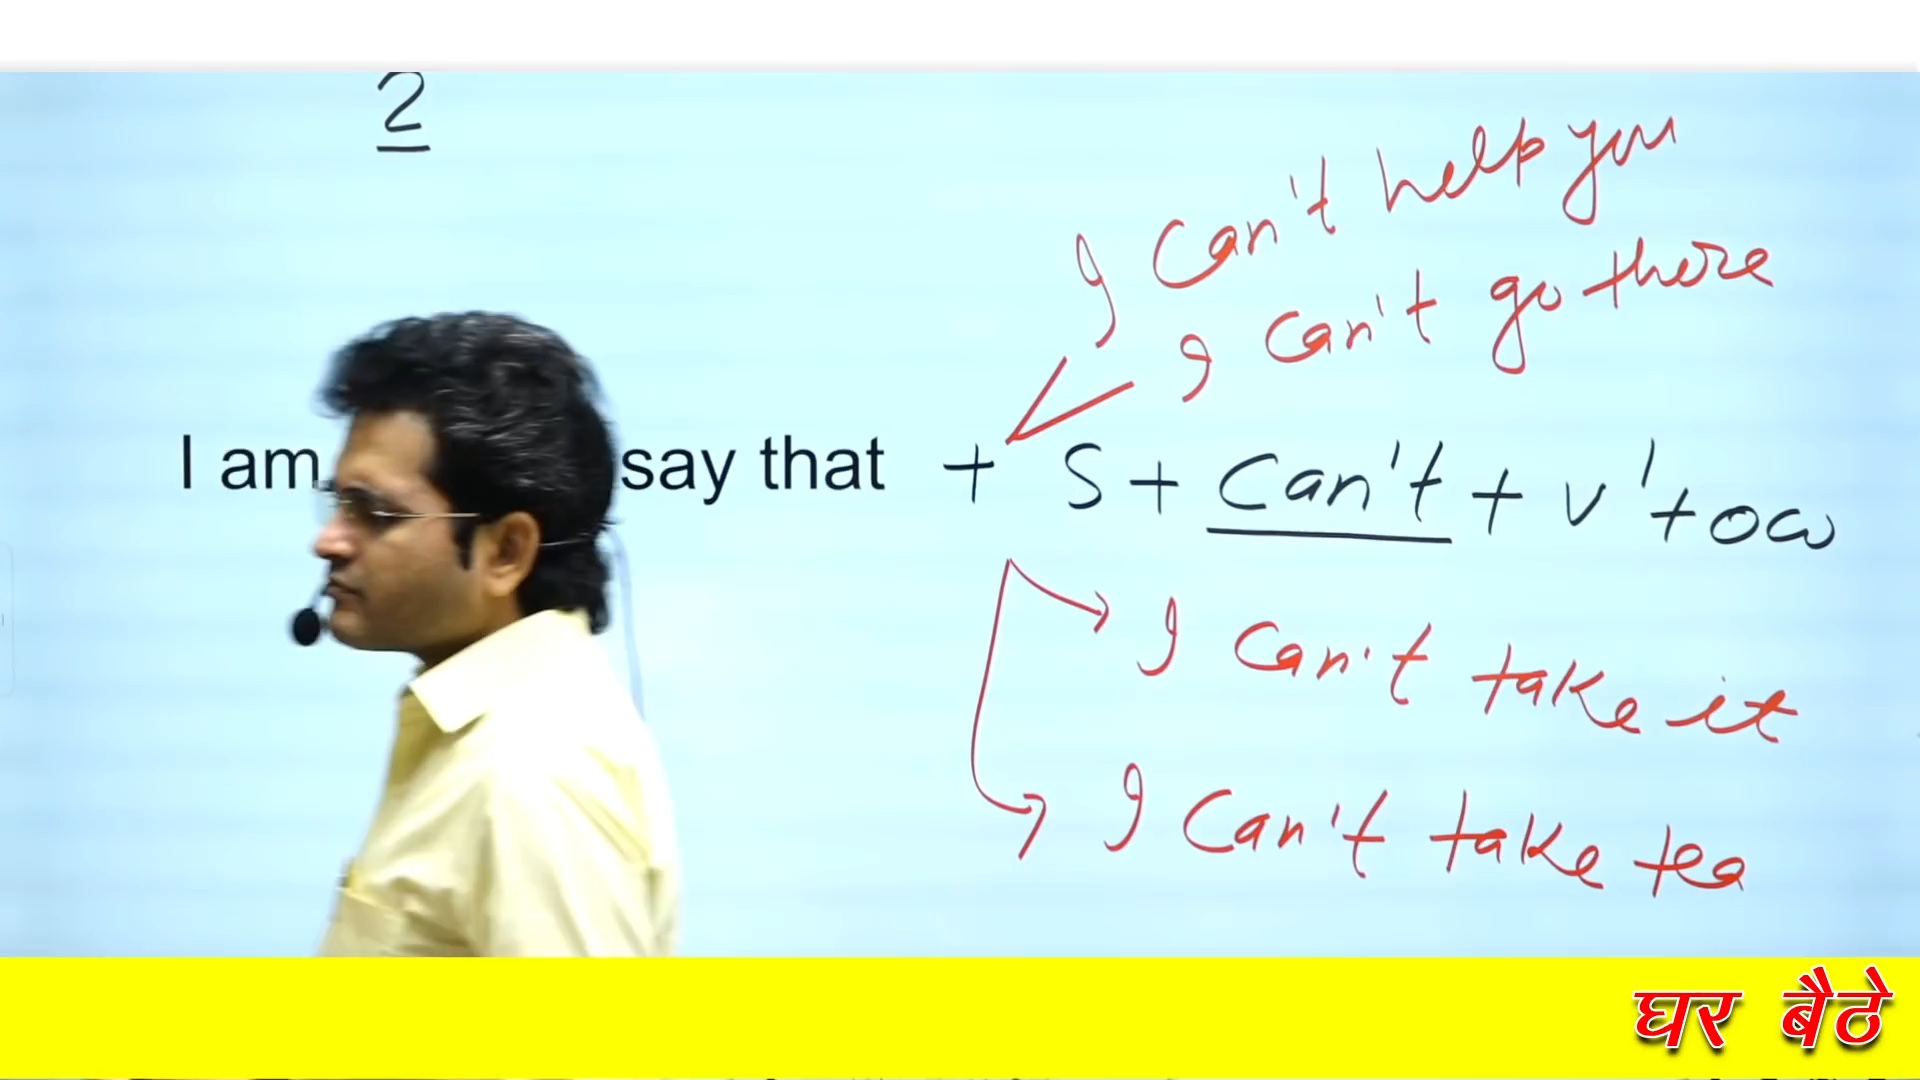 2
I can't help you
I can't go there
I am say that + S + can't + v' + ow
I can't take it
I can't take tea
घर बैठे